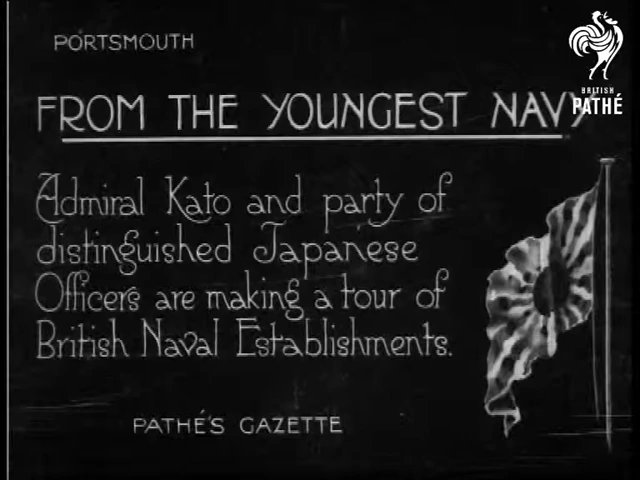 PORTSMOUTH
BRITISH
PATHÉ
FROM THE YOUNGEST NAVY
Admiral Kato and party of
distinguished Japanese
Officers are making a tour of
British Naval Establishments.
PATHÉ'S GAZETTE